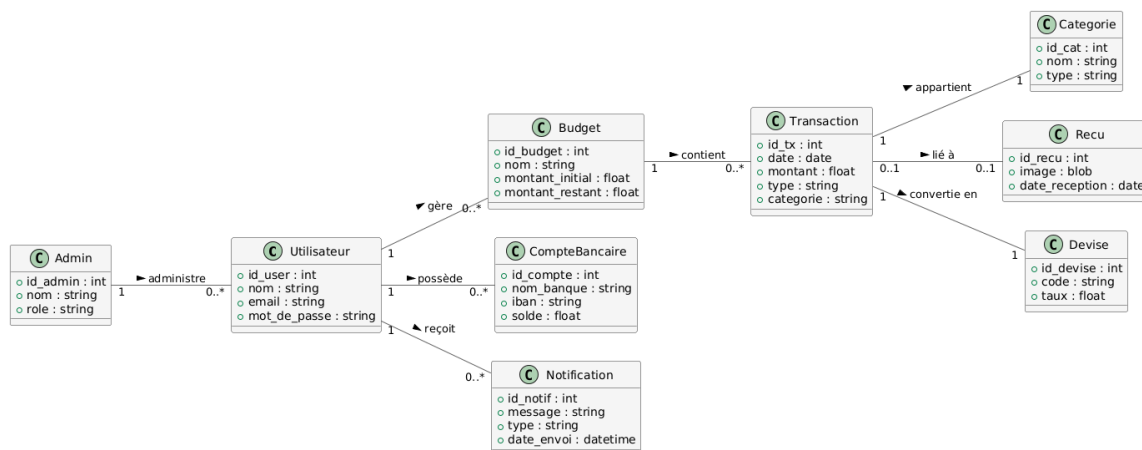 C Categorie
id_cat : int
nom : string
type : string
appartient
1
1
C Budget
id_budget : int
nom : string
montant_initial : float
montant_restant : float
contient
1
0..*
C Transaction
id_tx : int
date : date
montant : float
type : string
categorie : string
C Recu
id_recu : int
image : blob
date_reception : date
lié à
0..1
0..1
convertie en
1
1
gère
1
0..*
C Admin
id_admin : int
nom : string
role : string
administre
1
0..*
C Utilisateur
id_user : int
nom : string
email : string
mot_de_passe : string
possède
1
0..*
C CompteBancaire
id_compte : int
nom_banque : string
iban : string
solde : float
C Devise
id_devise : int
code : string
taux : float
reçoit
1
0..*
C Notification
id_notif : int
message : string
type : string
date_envoi : datetime